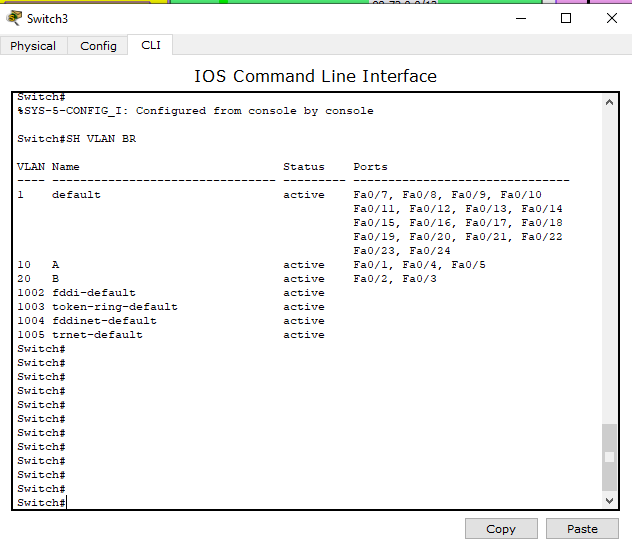 Switch3
Physical Config CLI
IOS Command Line Interface
Switch#
%SYS-5-CONFIG_I: Configured from console by console
Switch#SH VLAN BR
VLAN Name                             Status    Ports
---- -------------------------------- --------- -------------------------------
1    default                          active    Fa0/7, Fa0/8, Fa0/9, Fa0/10
                                                Fa0/11, Fa0/12, Fa0/13, Fa0/14
                                                Fa0/15, Fa0/16, Fa0/17, Fa0/18
                                                Fa0/19, Fa0/20, Fa0/21, Fa0/22
                                                Fa0/23, Fa0/24
10   A                                active    Fa0/1, Fa0/4, Fa0/5
20   B                                active    Fa0/2, Fa0/3
1002 fddi-default                     active
1003 token-ring-default               active
1004 fddinet-default                  active
1005 trnet-default                    active
Switch#
Switch#
Switch#
Switch#
Switch#
Switch#
Switch#
Switch#
Switch#
Switch#
Switch#
Switch#
Copy Paste